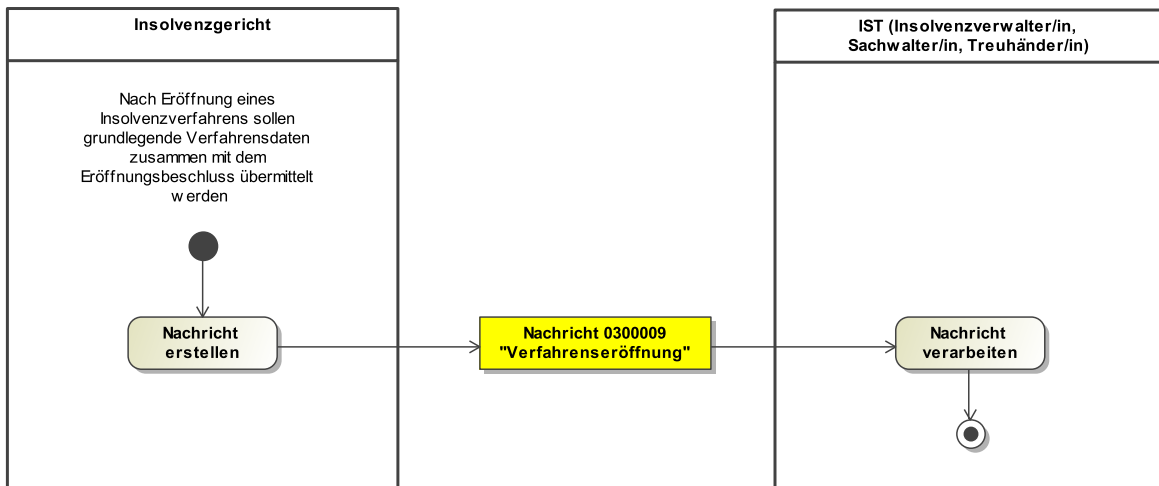 Insolvenzgericht
IST (Insolvenzverwalter/in,
Sachwalter/in, Treuhänder/in)
Nach Eröffnung eines
Insolvenzverfahrens sollen
grundlegende Verfahrensdaten
zusammen mit dem
Eröffnungsbeschluss übermittelt
werden
Nachricht
erstellen
Nachricht 0300009
"Verfahrenseröffnung"
Nachricht
verarbeiten